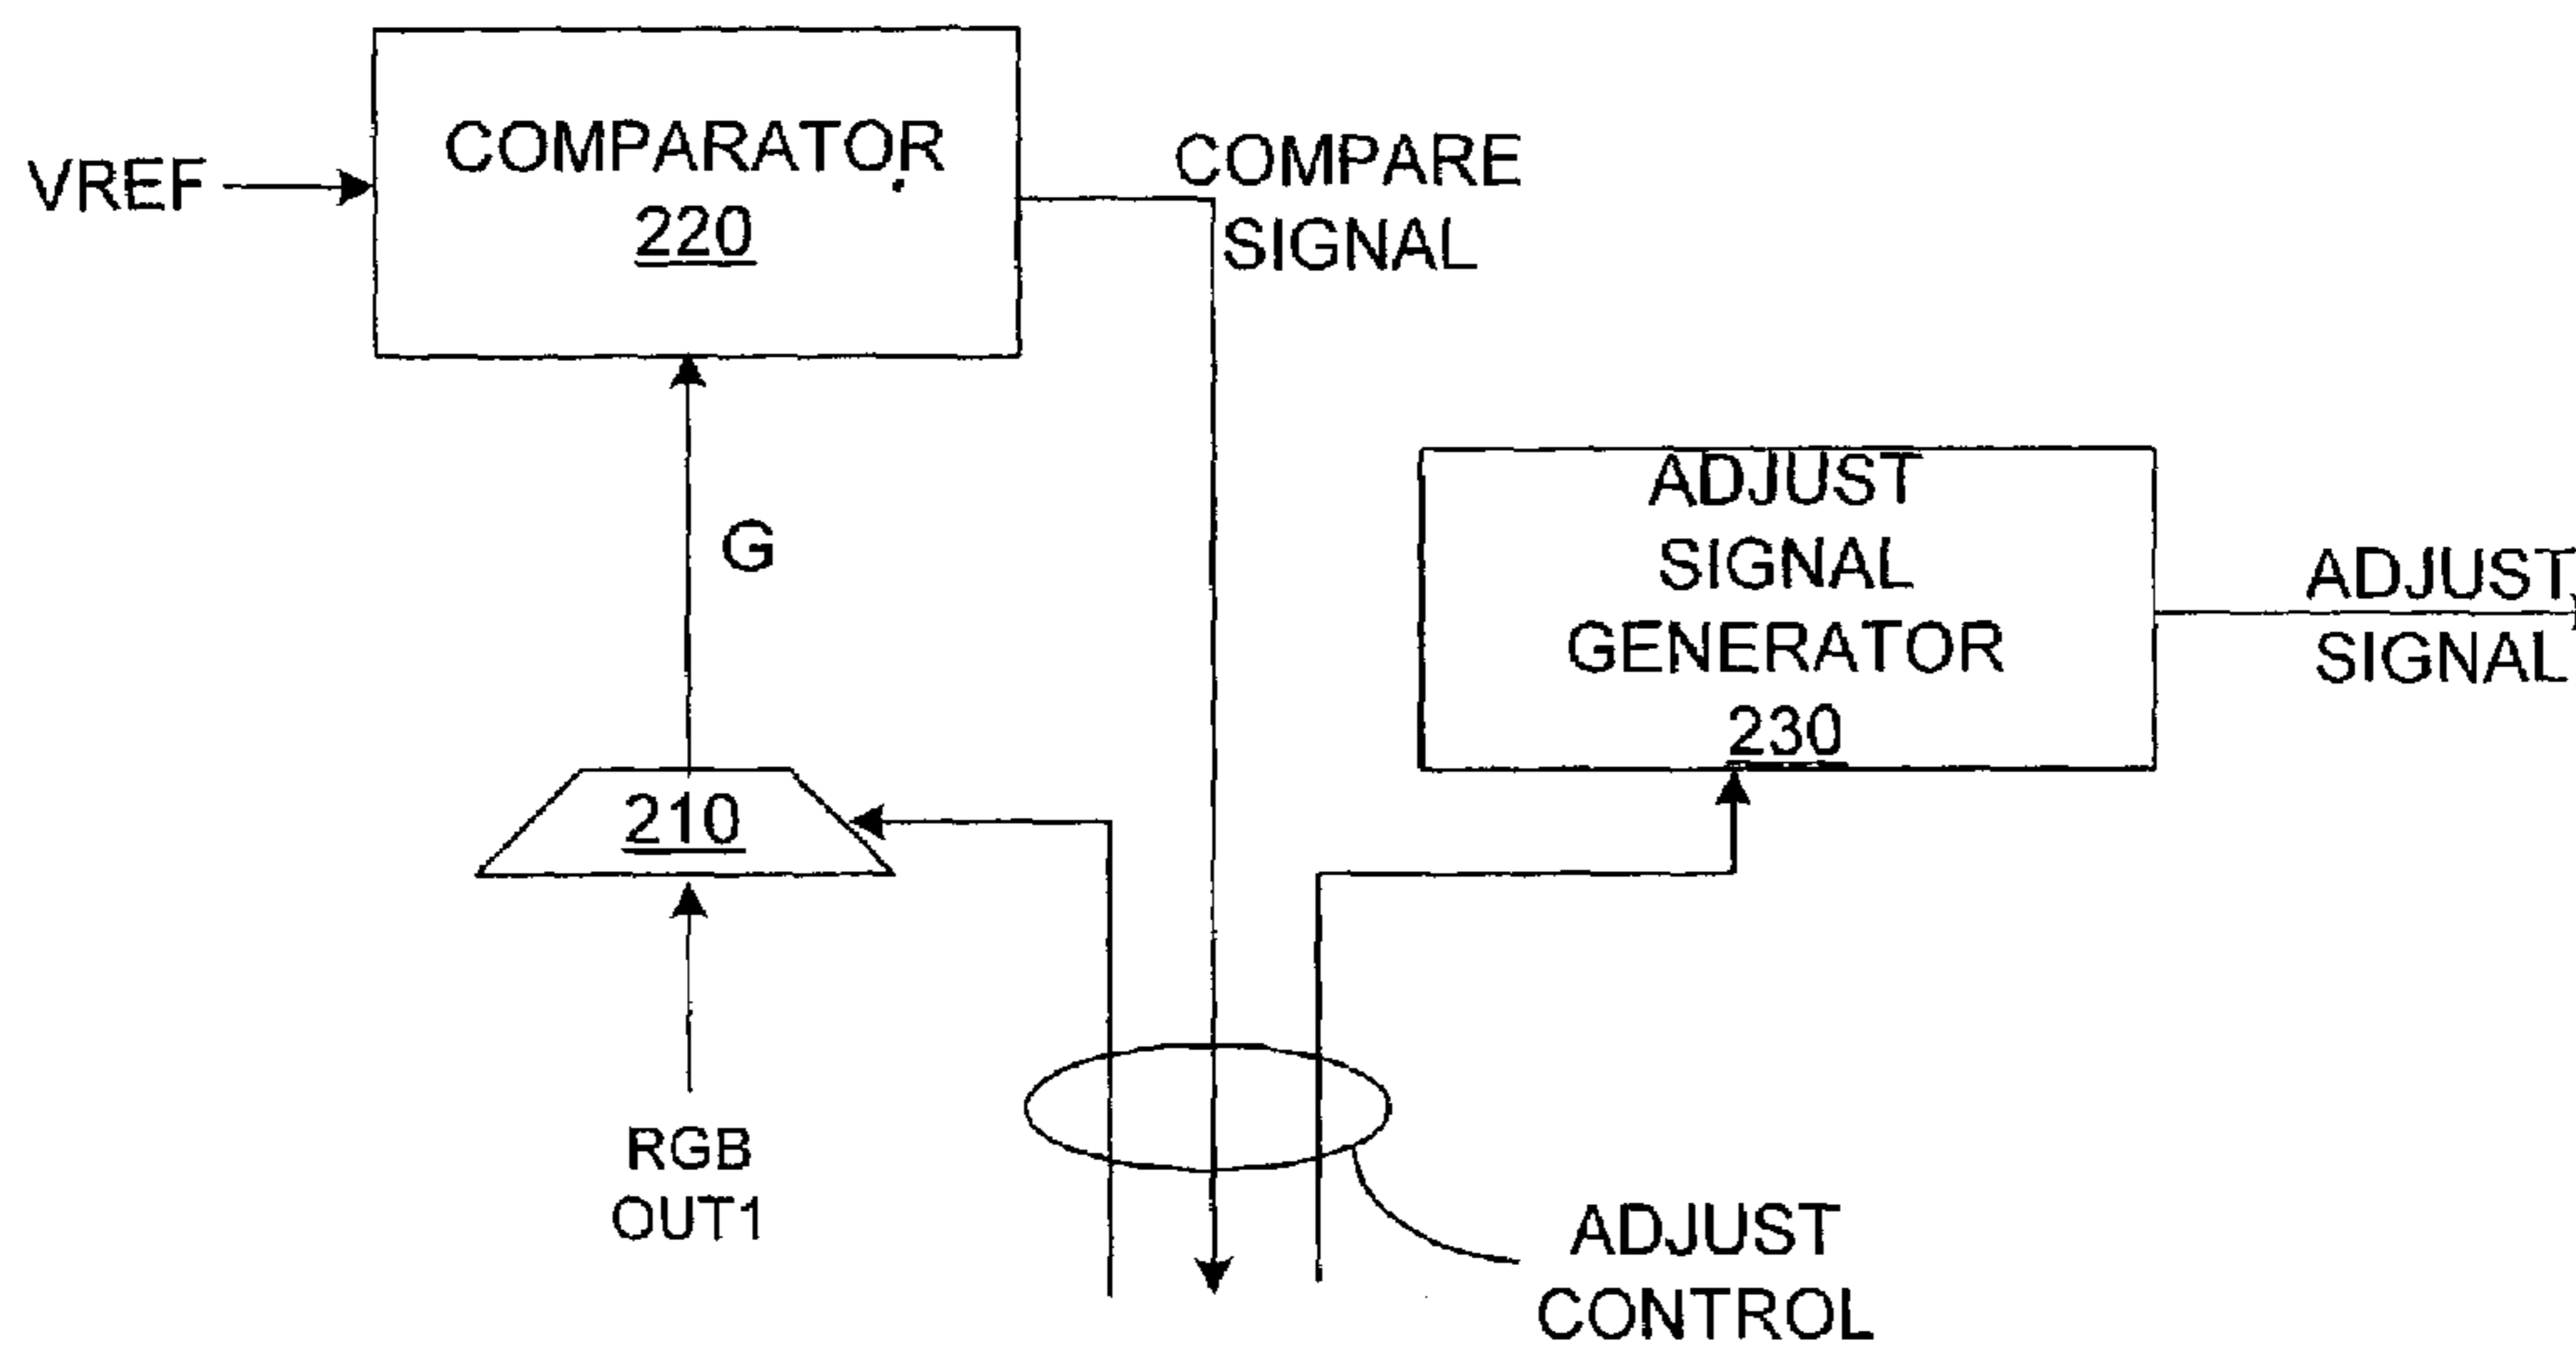 COMPARATOR
220
VREF
COMPARE
SIGNAL
G
ADJUST
SIGNAL
GENERATOR
230
ADJUST
SIGNAL
210
RGB
OUT1
ADJUST
CONTROL